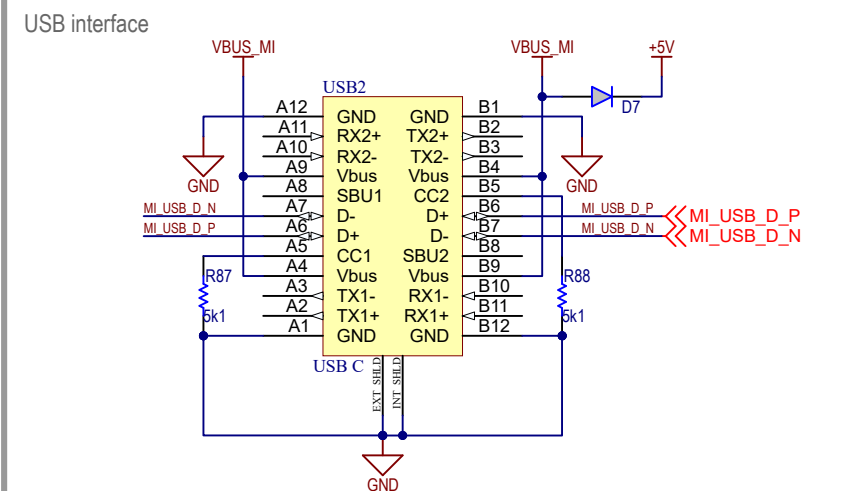 USB interface
VBUS_MI
VBUS_MI
+5V
USB2
D7
A12 GND GND B1
A11 RX2+ TX2+ B2
A10 RX2- TX2- B3
A9 Vbus Vbus B4
A8 SBU1 CC2 B5
A7 D- D+ B6
A6 D+ D- B7
A5 CC1 SBU2 B8
A4 Vbus Vbus B9
A3 TX1- RX1- B10
A2 TX1+ RX1+ B11
A1 GND GND B12
GND
GND
MI_USB_D_N
MI_USB_D_P
MI_USB_D_P
MI_USB_D_N
MI_USB_D_P
MI_USB_D_N
R87
5k1
R88
5k1
USB C
EXT_SHLD
INT_SHLD
GND